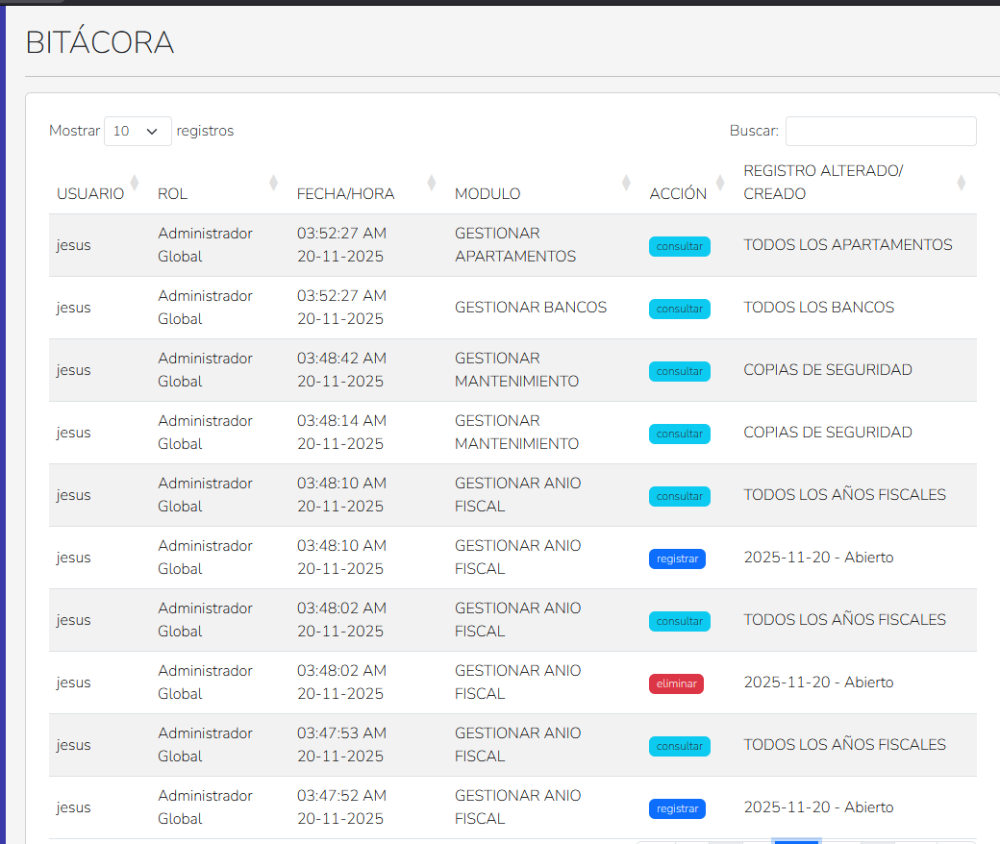 BITÁCORA
Mostrar 10 registros Buscar:
USUARIO ROL FECHA/HORA MODULO ACCIÓN REGISTRO ALTERADO/
CREADO
jesus Administrador Global 03:52:27 AM 20-11-2025 GESTIONAR APARTAMENTOS consultar TODOS LOS APARTAMENTOS
jesus Administrador Global 03:52:27 AM 20-11-2025 GESTIONAR BANCOS consultar TODOS LOS BANCOS
jesus Administrador Global 03:48:42 AM 20-11-2025 GESTIONAR MANTENIMIENTO consultar COPIAS DE SEGURIDAD
jesus Administrador Global 03:48:14 AM 20-11-2025 GESTIONAR MANTENIMIENTO consultar COPIAS DE SEGURIDAD
jesus Administrador Global 03:48:10 AM 20-11-2025 GESTIONAR ANIO FISCAL consultar TODOS LOS AÑOS FISCALES
jesus Administrador Global 03:48:10 AM 20-11-2025 GESTIONAR ANIO FISCAL registrar 2025-11-20 - Abierto
jesus Administrador Global 03:48:02 AM 20-11-2025 GESTIONAR ANIO FISCAL consultar TODOS LOS AÑOS FISCALES
jesus Administrador Global 03:48:02 AM 20-11-2025 GESTIONAR ANIO FISCAL eliminar 2025-11-20 - Abierto
jesus Administrador Global 03:47:53 AM 20-11-2025 GESTIONAR ANIO FISCAL consultar TODOS LOS AÑOS FISCALES
jesus Administrador Global 03:47:52 AM 20-11-2025 GESTIONAR ANIO FISCAL registrar 2025-11-20 - Abierto